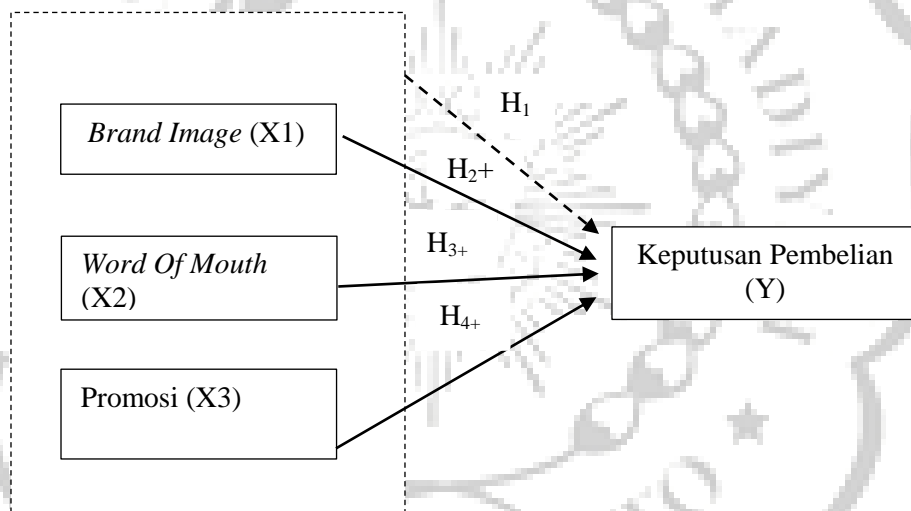 H₁
Brand Image (X1)
H₂+
Word Of Mouth
(X2)
H₃₊
Keputusan Pembelian
(Y)
H₄₊
Promosi (X3)